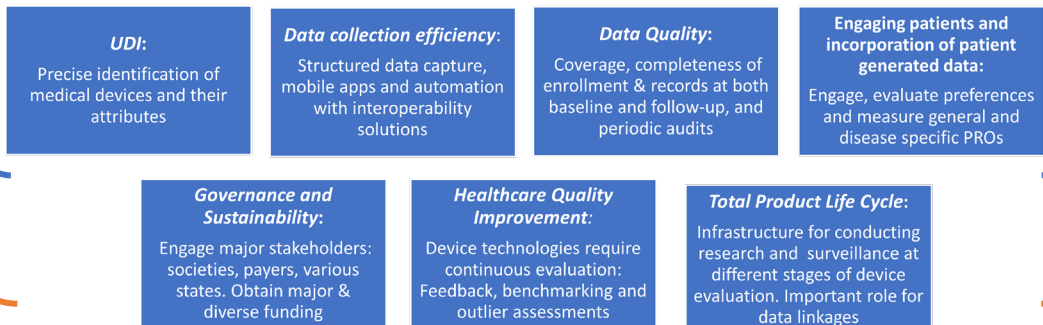 UDI:
Precise identification of
medical devices and their
attributes
Data collection efficiency:
Structured data capture,
mobile apps and automation
with interoperability
solutions
Data Quality:
Coverage, completeness of
enrollment & records at both
baseline and follow-up, and
periodic audits
Engaging patients and
incorporation of patient
generated data:
Engage, evaluate preferences
and measure general and
disease specific PROs
Governance and
Sustainability:
Engage major stakeholders:
societies, payers, various
states. Obtain major &
diverse funding
Healthcare Quality
Improvement:
Device technologies require
continuous evaluation:
Feedback, benchmarking and
outlier assessments
Total Product Life Cycle:
Infrastructure for conducting
research and surveillance at
different stages of device
evaluation. Important role for
data linkages